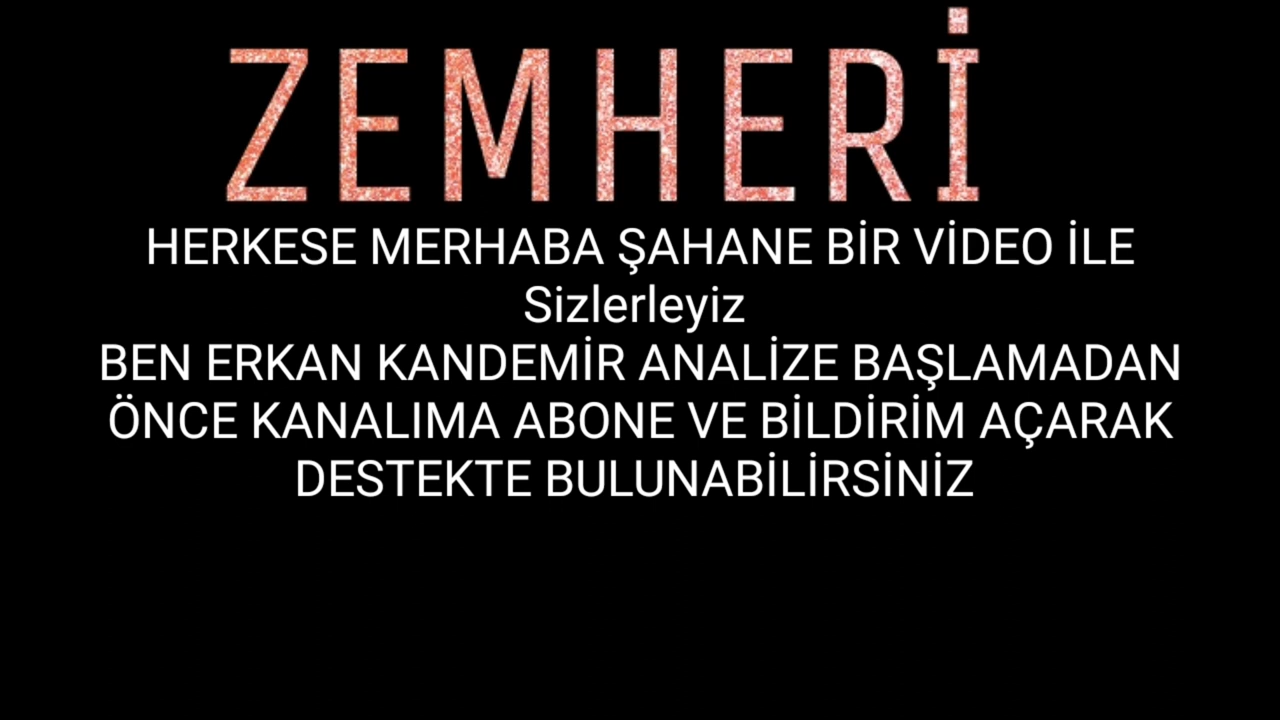 ZEMHERİ
HERKESE MERHABA ŞAHANE BİR VİDEO İLE
Sizlerleyiz
BEN ERKAN KANDEMİR ANALİZE BAŞLAMADAN
ÖNCE KANALIMA ABONE VE BİLDİRİM AÇARAK
DESTEKTE BULUNABİLİRSİNİZ